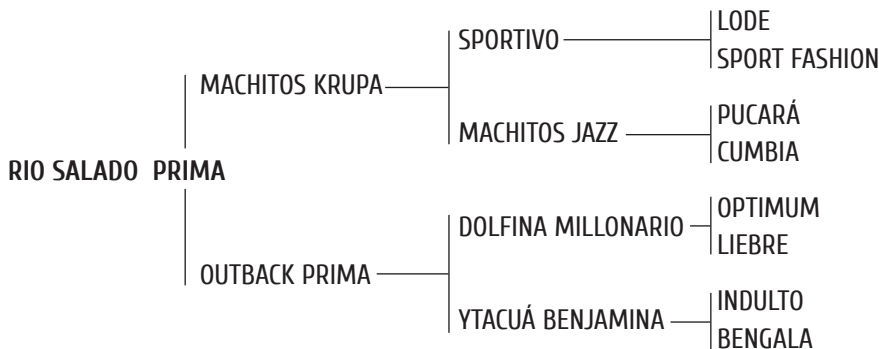 LODE
SPORTIVO
SPORT FASHION
MACHITOS KRUPA
PUCARÁ
MACHITOS JAZZ
CUMBIA
RIO SALADO PRIMA
OPTIMUM
DOLFINA MILLONARIO
LIEBRE
OUTBACK PRIMA
INDULTO
YTACUÁ BENJAMINA
BENGALA